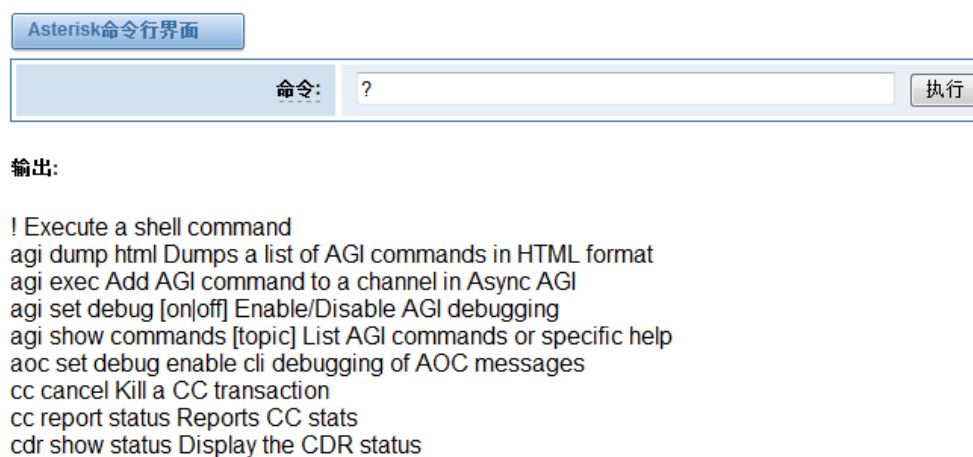 Asterisk命令行界面
命令: ? 执行
输出:
! Execute a shell command
agi dump html Dumps a list of AGI commands in HTML format
agi exec Add AGI command to a channel in Async AGI
agi set debug [on|off] Enable/Disable AGI debugging
agi show commands [topic] List AGI commands or specific help
aoc set debug enable cli debugging of AOC messages
cc cancel Kill a CC transaction
cc report status Reports CC stats
cdr show status Display the CDR status